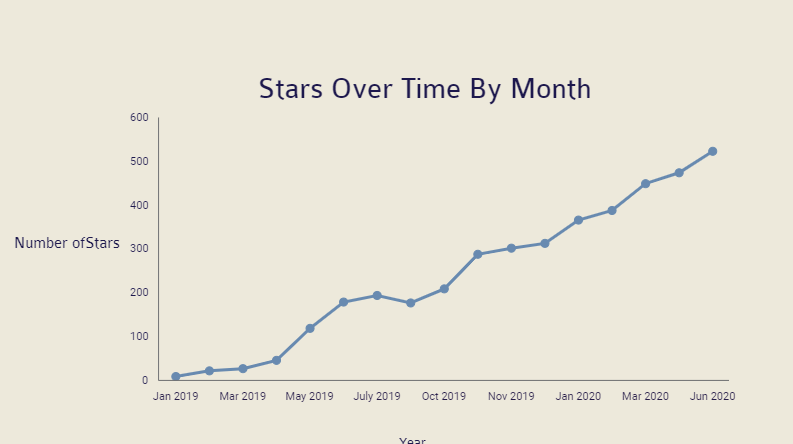 Stars Over Time By Month
600
500
400
Number ofStars
300
200
100
0
Jan 2019 Mar 2019 May 2019 July 2019 Oct 2019 Nov 2019 Jan 2020 Mar 2020 Jun 2020
Year